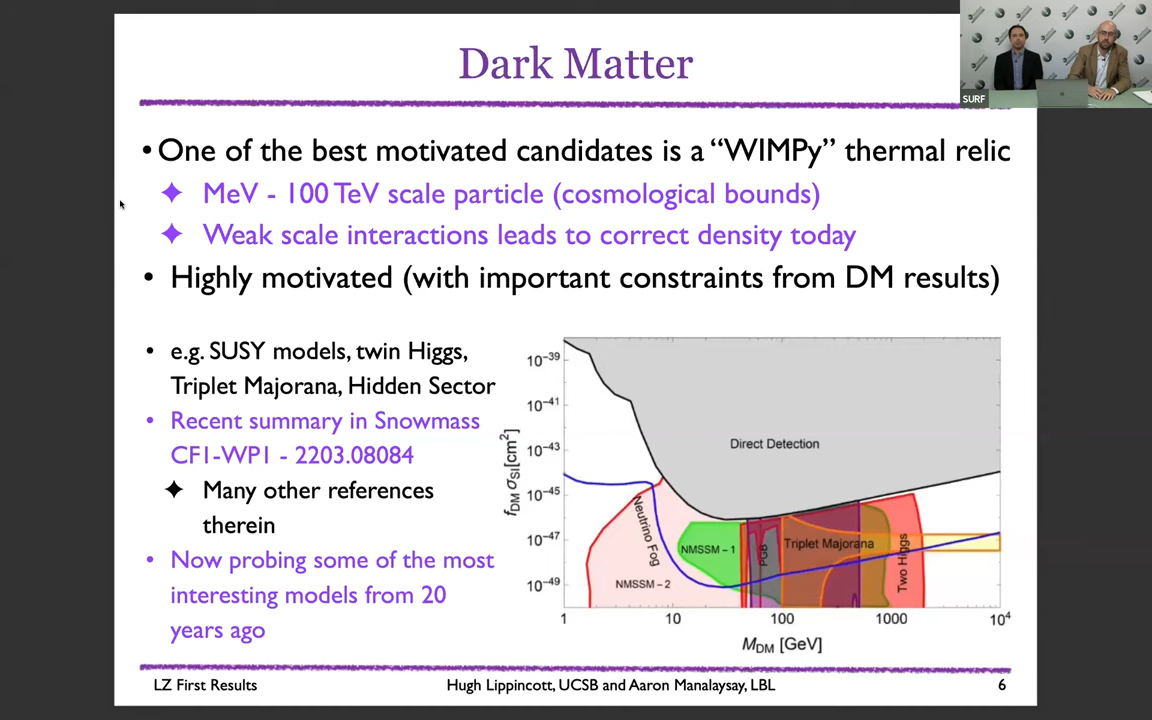 Dark Matter
SURF
• One of the best motivated candidates is a “WIMPy” thermal relic
✦ MeV - 100 TeV scale particle (cosmological bounds)
✦ Weak scale interactions leads to correct density today
• Highly motivated (with important constraints from DM results)
• e.g. SUSY models, twin Higgs,
Triplet Majorana, Hidden Sector
• Recent summary in Snowmass
CF1-WP1 - 2203.08084
✦ Many other references
therein
• Now probing some of the most
interesting models from 20
years ago
f_DM σ_SI [cm²]
10⁻³⁹
10⁻⁴¹
10⁻⁴³
10⁻⁴⁵
10⁻⁴⁷
10⁻⁴⁹
Direct Detection
Neutrino Fog
NMSSM – 1
NMSSM – 2
PGB
Triplet Majorana
Two Higgs
1 10 100 1000 10⁴
M_DM [GeV]
LZ First Results
Hugh Lippincott, UCSB and Aaron Manalaysay, LBL
6